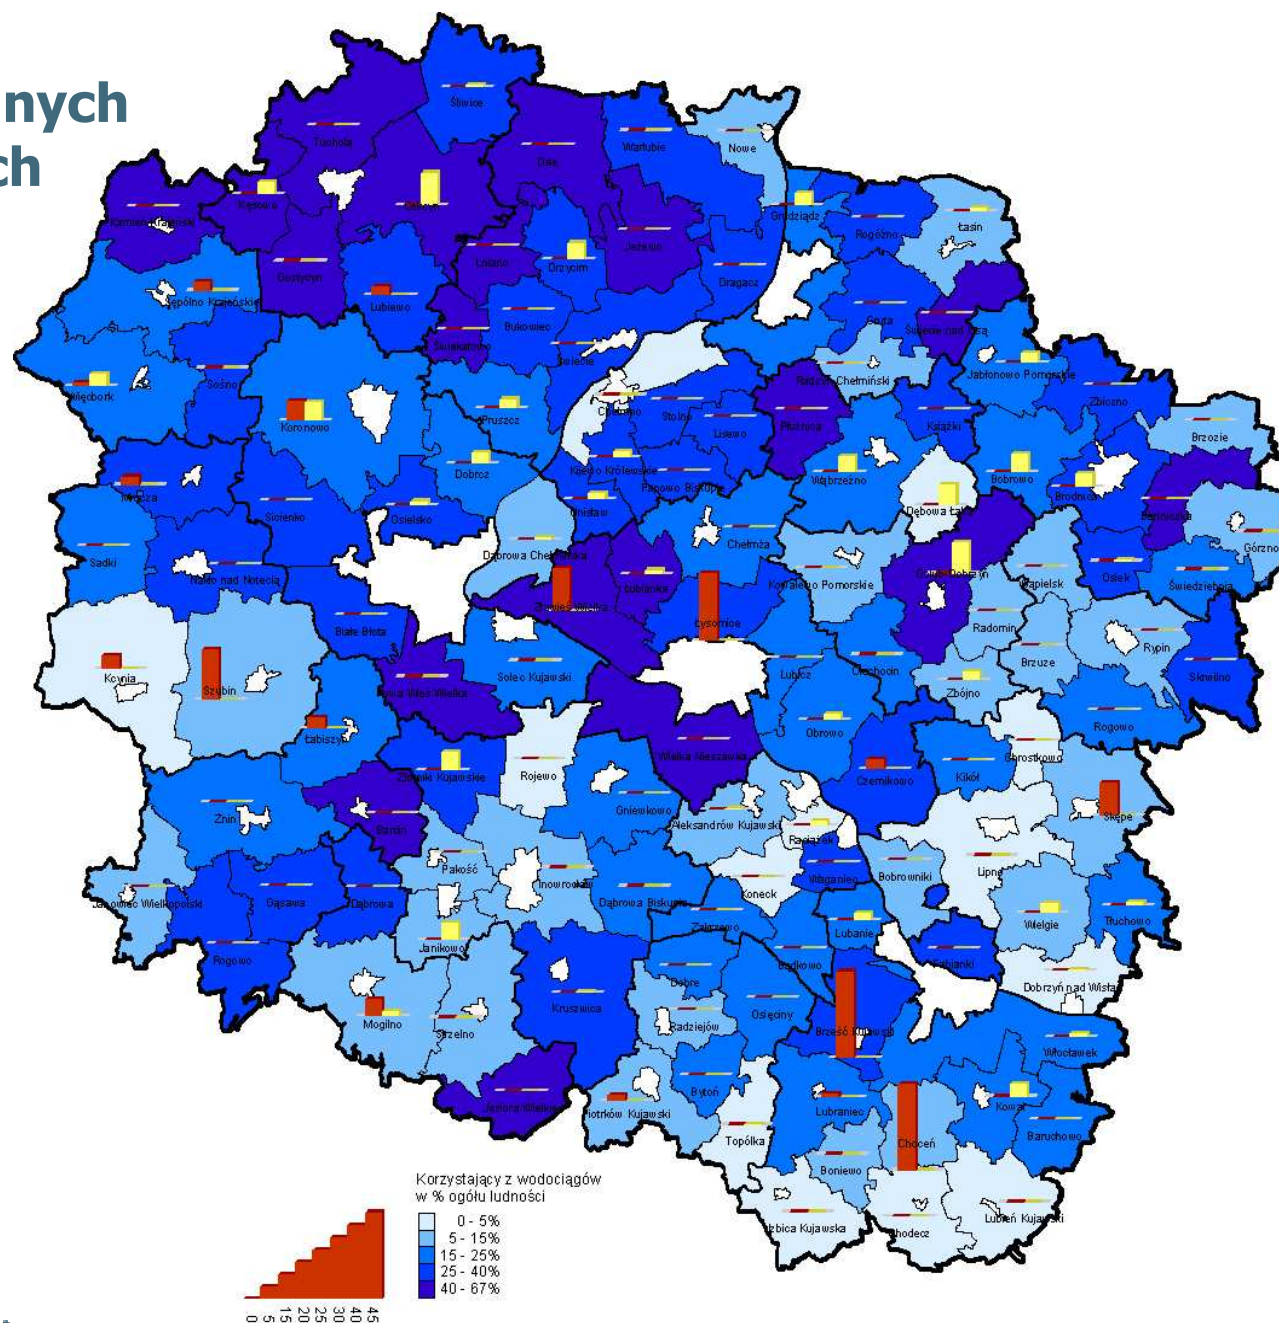 nych
ch
Śliwice
Tuchola
Osie
Warlubie
Nowe
Kęsowo
Cekcyn
Grudziądz
Łasin
Kamień Krajeński
Rogóźno
Lniano
Jeżewo
Drzycim
Gostycyn
Dragacz
Sępólno Krajeńskie
Lubiewo
Bukowiec
Gruta
Świecie nad Osą
Świekatowo
Świecie
Radzyń Chełmiński
Jabłonowo Pomorskie
Więcbork
Sośno
Zbiczno
Chełmno
Stolno
Książki
Koronowo
Pruszcz
Lisewo
Płużnica
Brzozie
Dobrcz
Kijewo Królewskie
Papowo Biskupie
Wąbrzeźno
Bobrowo
Brodnica
Mrocza
Sicienko
Osielsko
Unisław
Dębowa Łąka
Bartniczka
Chełmża
Górzno
Sadki
Dąbrowa Chełmińska
Nakło nad Notecią
Łubianka
Kowalewo Pomorskie
Golub-Dobrzyń
Wąpielsk
Osiek
Świedziebnia
Zławieś Wielka
Łysomice
Radomin
Białe Błota
Rypin
Kcynia
Szubin
Nowa Wieś Wielka
Solec Kujawski
Lubicz
Ciechocin
Zbójno
Brzuze
Skrwilno
Łabiszyn
Obrowo
Rogowo
Wielka Nieszawka
Chrostkowo
Złotniki Kujawskie
Rojewo
Czernikowo
Kikół
Żnin
Barcin
Gniewkowo
Aleksandrów Kujawski
Raciążek
Skępe
Pakość
Inowrocław
Koneck
Waganiec
Bobrowniki
Lipno
Janowiec Wielkopolski
Gąsawa
Dąbrowa
Dąbrowa Biskupia
Zakrzewo
Lubanie
Wielgie
Tłuchowo
Rogowo
Janikowo
Bądkowo
Fabianki
Dobre
Dobrzyń nad Wisłą
Kruszwica
Mogilno
Strzelno
Radziejów
Osięciny
Brześć Kujawski
Włocławek
Jeziora Wielkie
Bytoń
Lubraniec
Kowal
Piotrków Kujawski
Topólka
Choceń
Baruchowo
Boniewo
Izbica Kujawska
Chodecz
Lubień Kujawski
Korzystający z wodociągów
w % ogółu ludności
0 - 5%
5 - 15%
15 - 25%
25 - 40%
40 - 67%
0 5 15 20 25 30 40 45